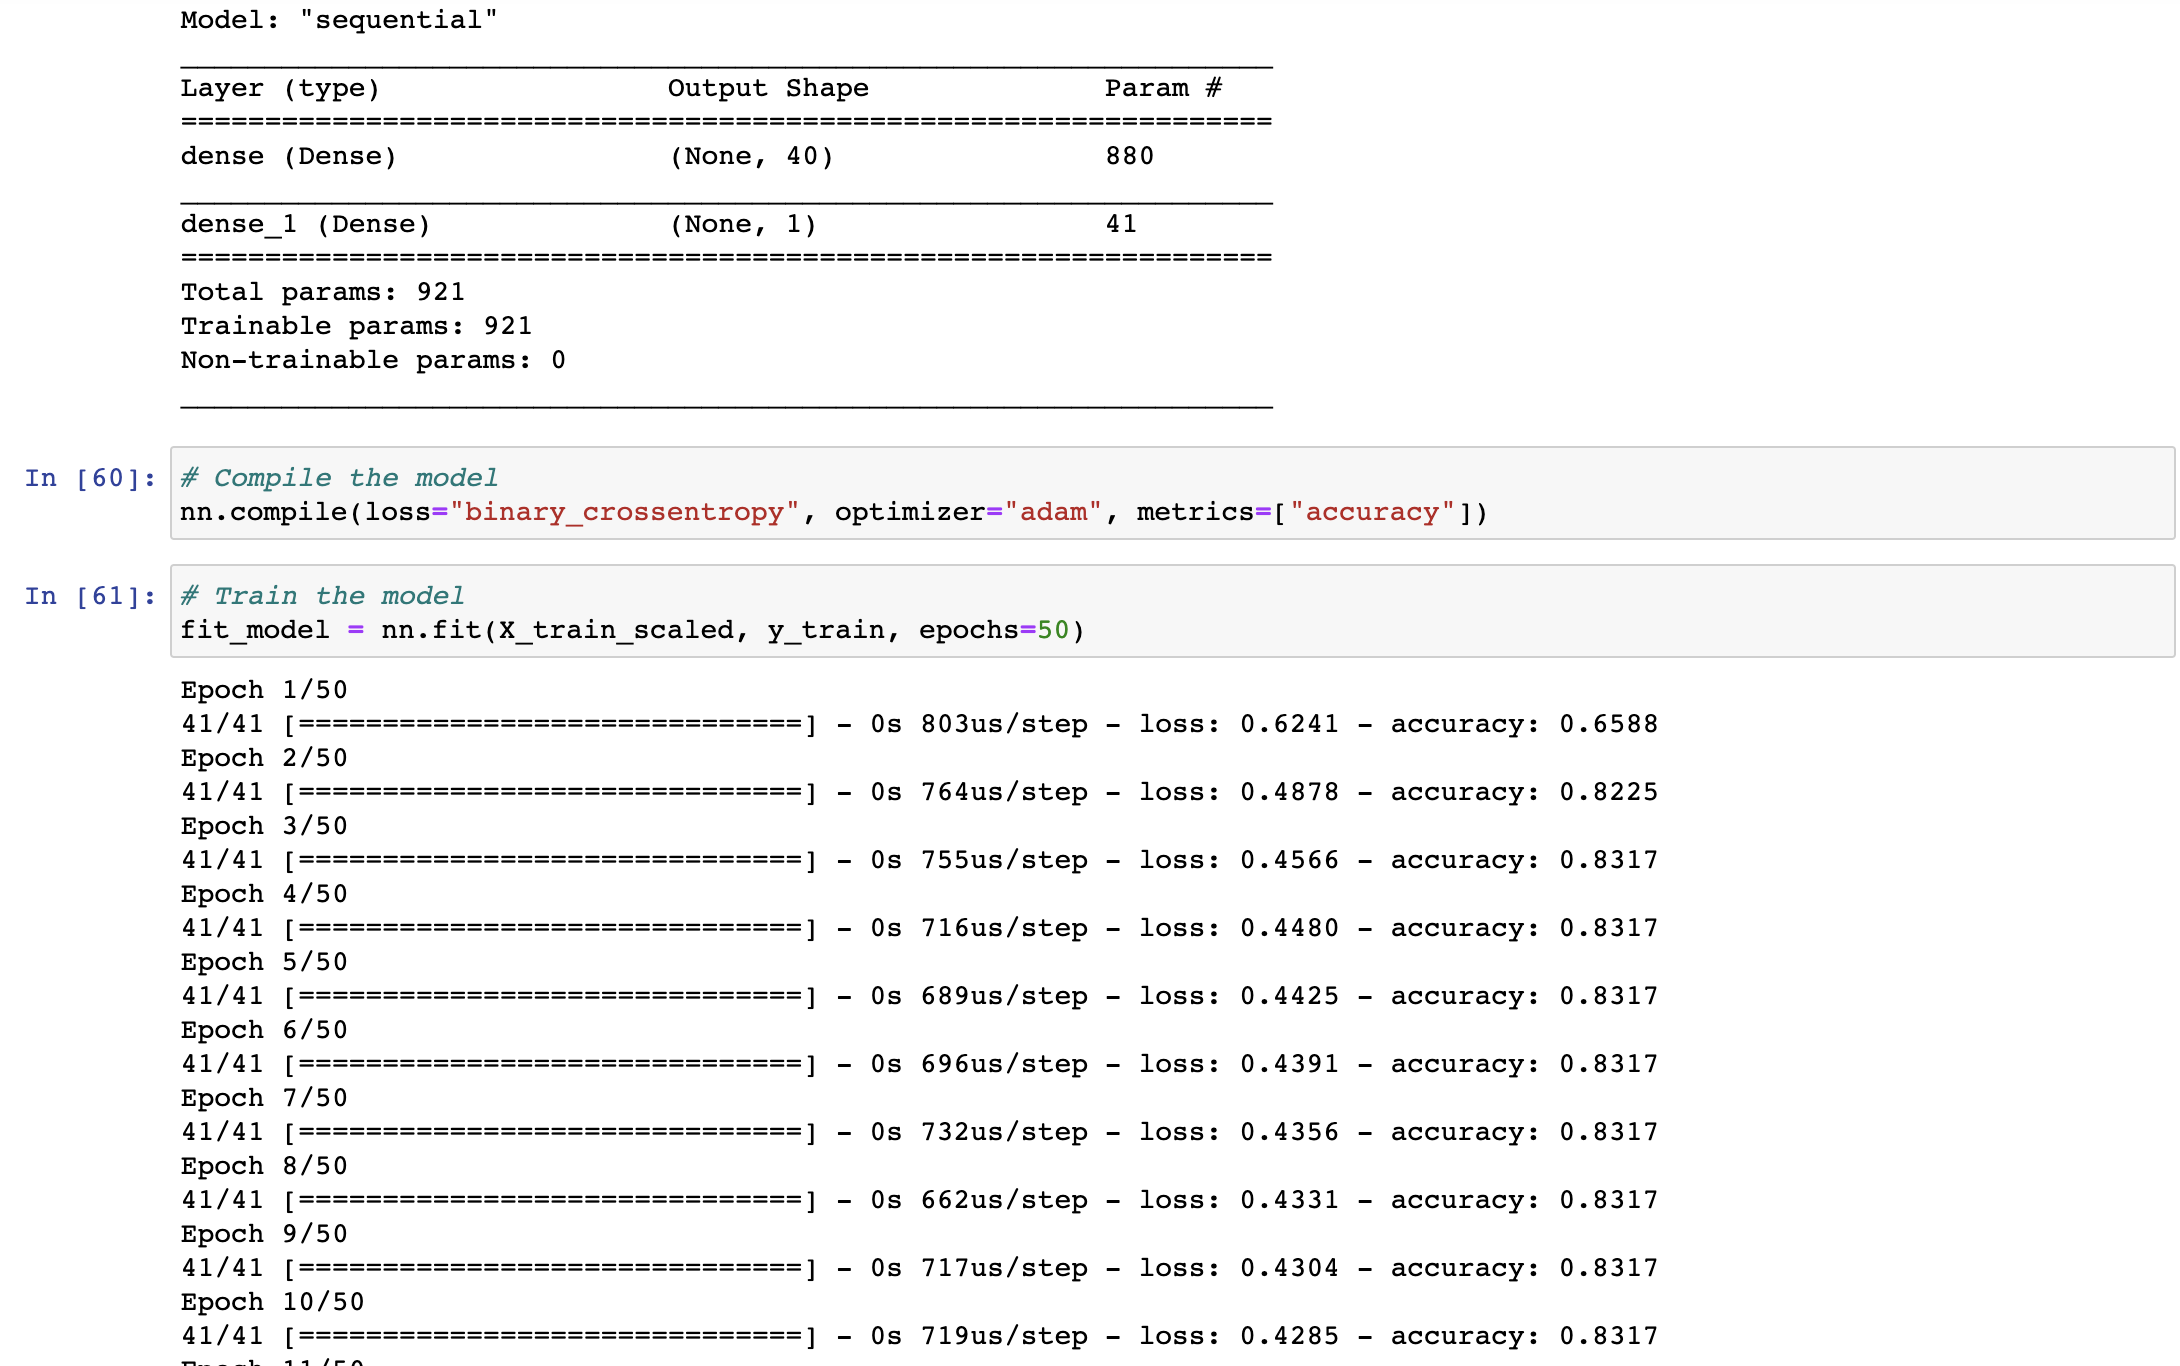 Model: "sequential"
_________________________________________________________________
Layer (type)                 Output Shape              Param #
=================================================================
dense (Dense)                (None, 40)                880
_________________________________________________________________
dense_1 (Dense)              (None, 1)                 41
=================================================================
Total params: 921
Trainable params: 921
Non-trainable params: 0
_________________________________________________________________
In [60]: # Compile the model
nn.compile(loss="binary_crossentropy", optimizer="adam", metrics=["accuracy"])
In [61]: # Train the model
fit_model = nn.fit(X_train_scaled, y_train, epochs=50)
Epoch 1/50
41/41 [==============================] - 0s 803us/step - loss: 0.6241 - accuracy: 0.6588
Epoch 2/50
41/41 [==============================] - 0s 764us/step - loss: 0.4878 - accuracy: 0.8225
Epoch 3/50
41/41 [==============================] - 0s 755us/step - loss: 0.4566 - accuracy: 0.8317
Epoch 4/50
41/41 [==============================] - 0s 716us/step - loss: 0.4480 - accuracy: 0.8317
Epoch 5/50
41/41 [==============================] - 0s 689us/step - loss: 0.4425 - accuracy: 0.8317
Epoch 6/50
41/41 [==============================] - 0s 696us/step - loss: 0.4391 - accuracy: 0.8317
Epoch 7/50
41/41 [==============================] - 0s 732us/step - loss: 0.4356 - accuracy: 0.8317
Epoch 8/50
41/41 [==============================] - 0s 662us/step - loss: 0.4331 - accuracy: 0.8317
Epoch 9/50
41/41 [==============================] - 0s 717us/step - loss: 0.4304 - accuracy: 0.8317
Epoch 10/50
41/41 [==============================] - 0s 719us/step - loss: 0.4285 - accuracy: 0.8317
Epoch 11/50